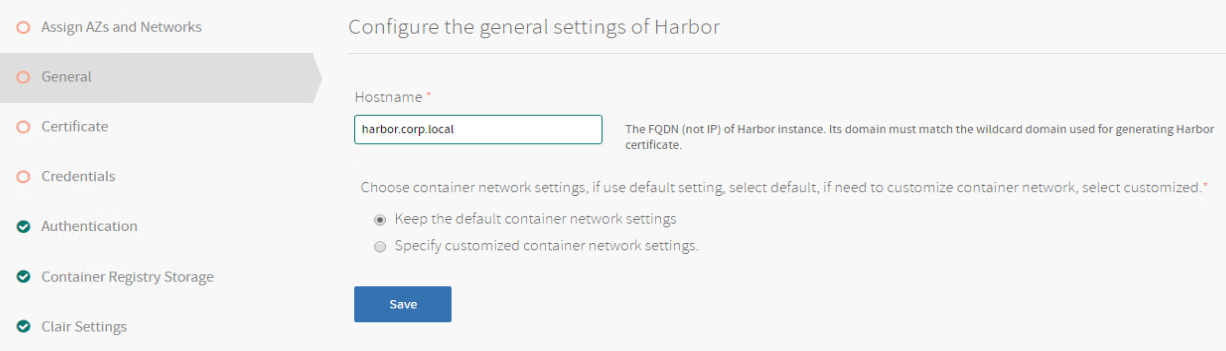 Assign AZs and Networks
General
Certificate
Credentials
Authentication
Container Registry Storage
Clair Settings
Configure the general settings of Harbor
Hostname *
harbor.corp.local
The FQDN (not IP) of Harbor instance. Its domain must match the wildcard domain used for generating Harbor
certificate.
Choose container network settings, if use default setting, select default, if need to customize container network, select customized.*
Keep the default container network settings
Specify customized container network settings.
Save